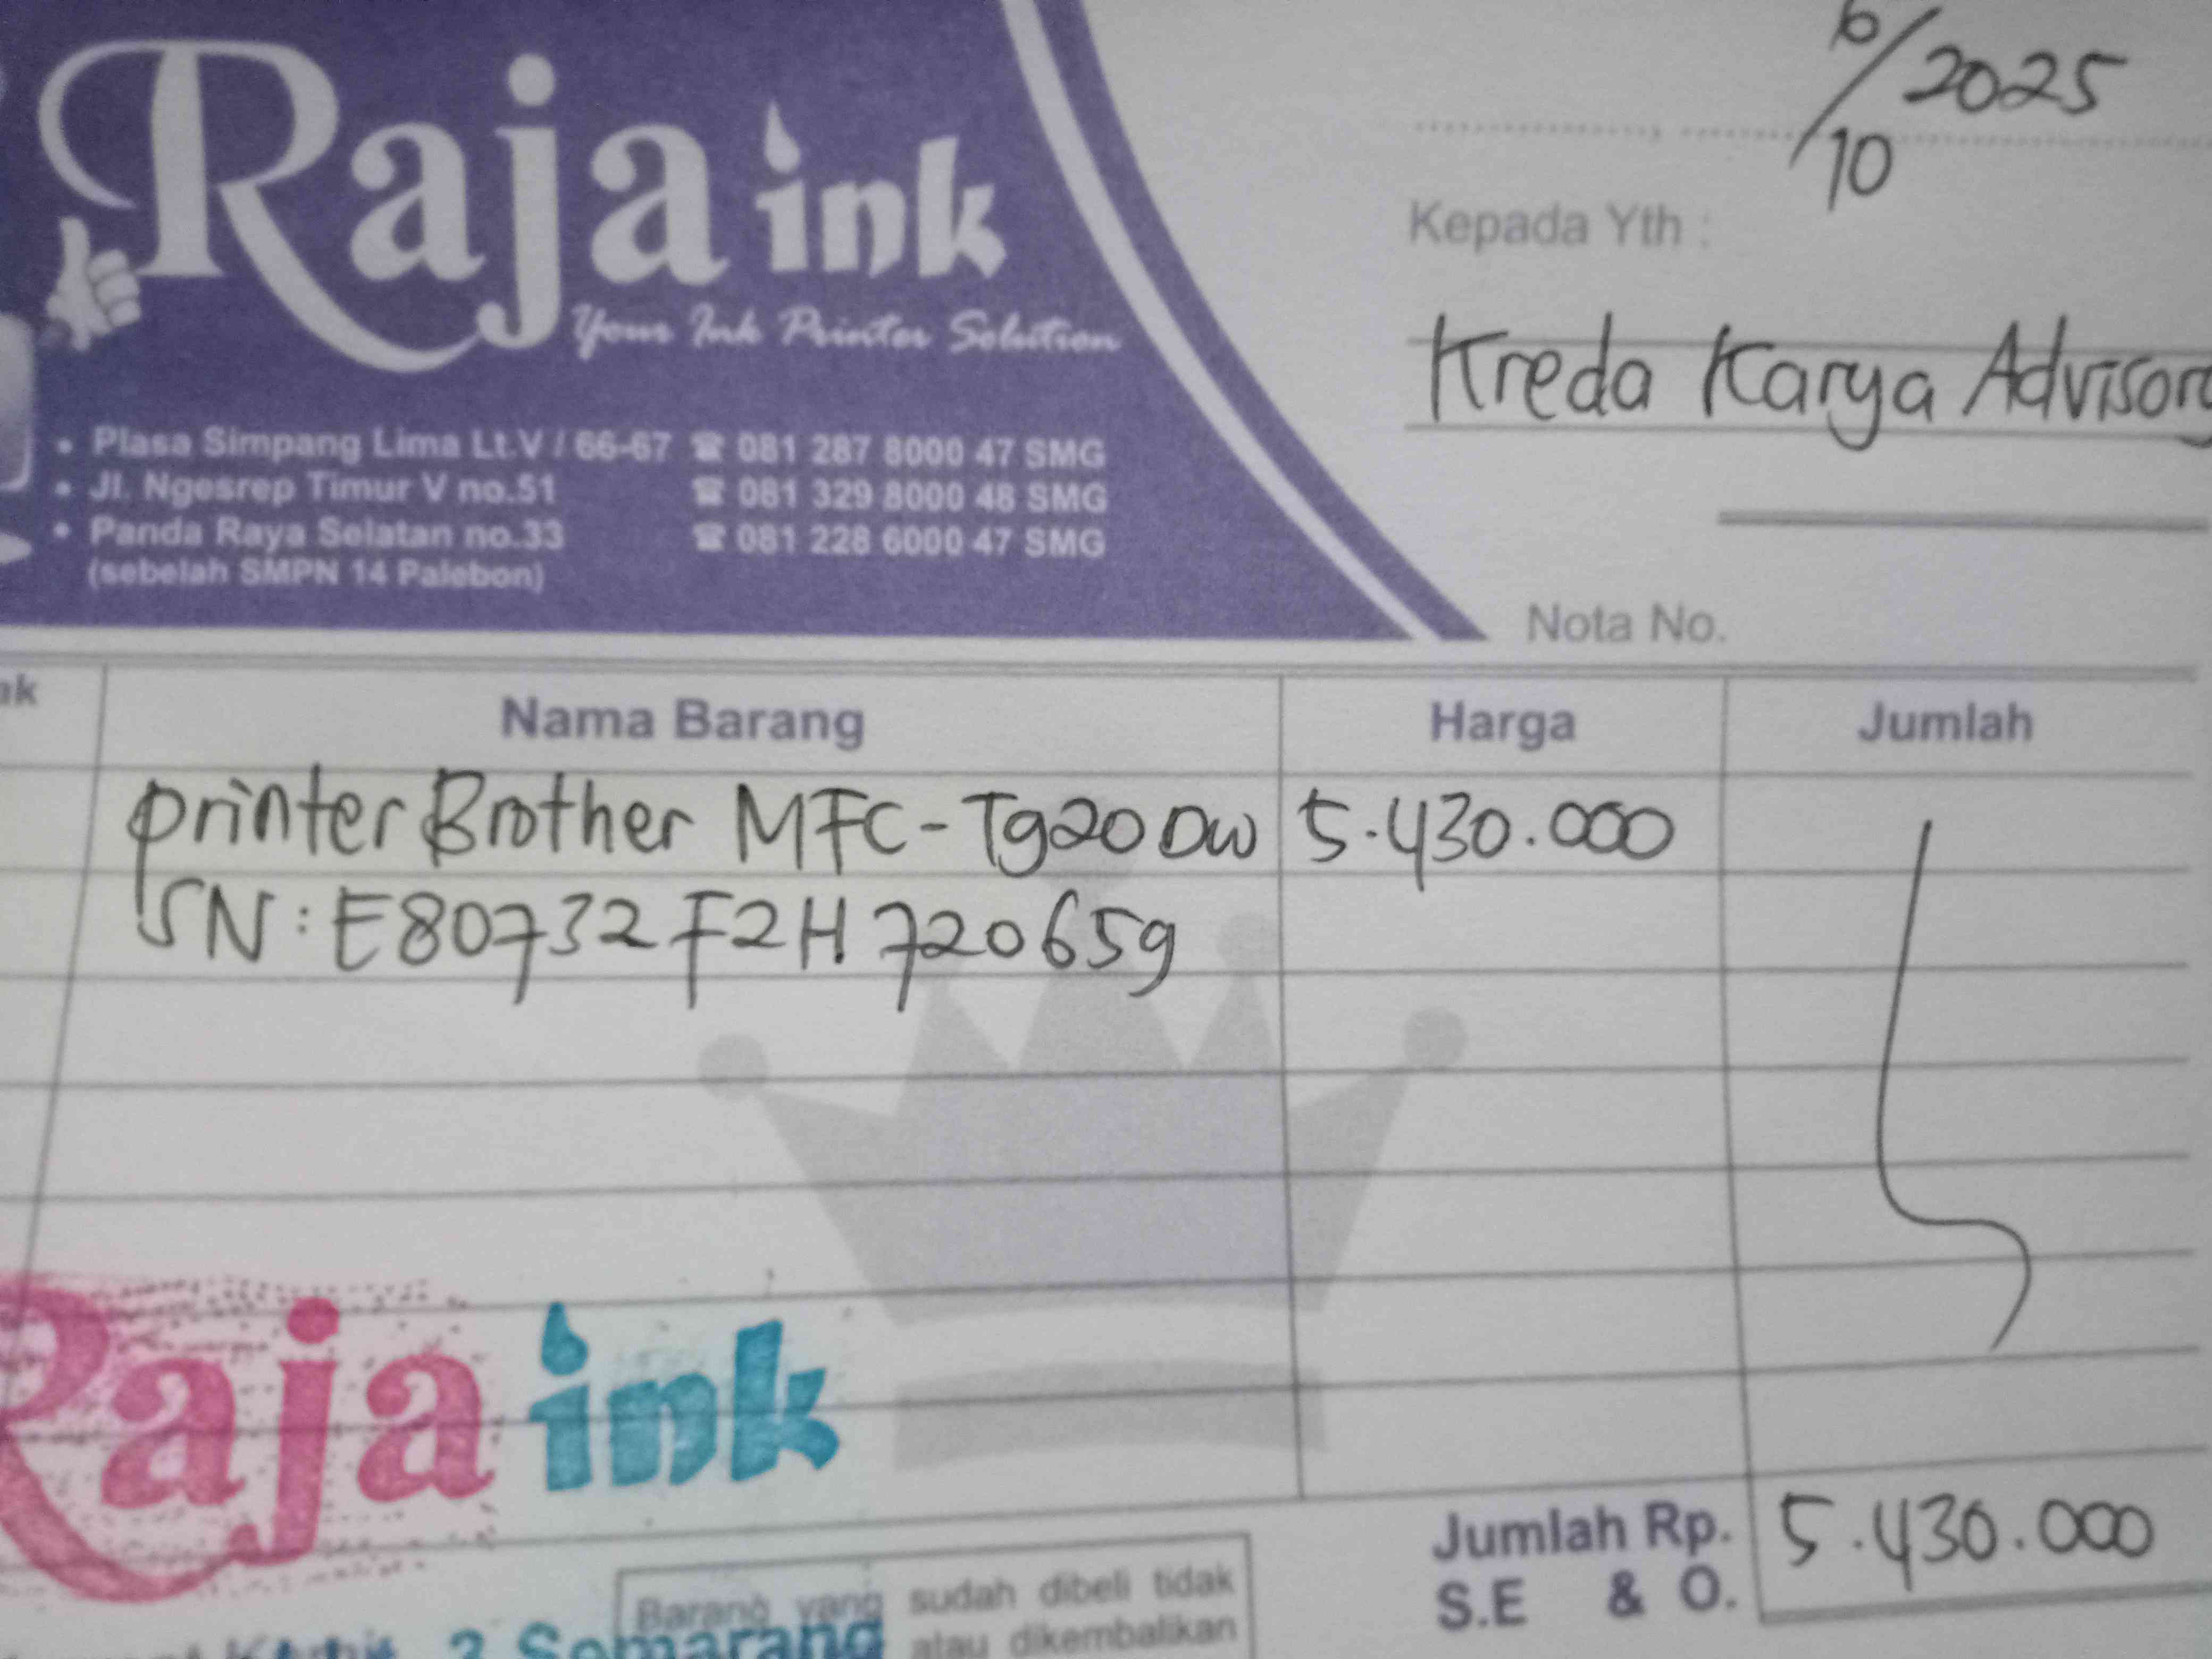 Raja ink
Your Ink Printer Solution
• Plasa Simpang Lima Lt.V / 66-67 ☎ 081 287 8000 47 SMG
• Jl. Ngesrep Timur V no.51 ☎ 081 329 8000 48 SMG
• Panda Raya Selatan no.33 ☎ 081 228 6000 47 SMG
(sebelah SMPN 14 Palebon)
6/10 2025
Kepada Yth :
Kreda Karya Advisory
Nota No.
Nama Barang Harga Jumlah
printer Brother MFC-T920DW 5.430.000
SN: E80732F2H720659
Raja ink
Jumlah Rp. 5.430.000
S.E & O.
Barang yang sudah dibeli tidak
atau dikembalikan
3 Semarang